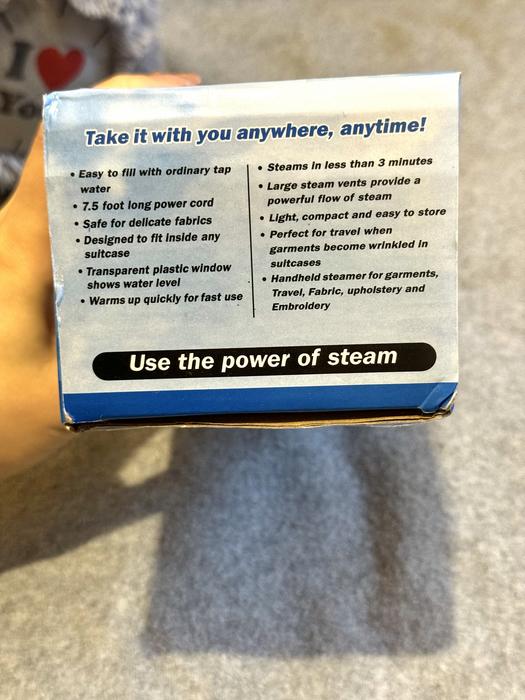 I
You
Take it with you anywhere, anytime!
• Easy to fill with ordinary tap
water
• 7.5 foot long power cord
• Safe for delicate fabrics
• Designed to fit inside any
suitcase
• Transparent plastic window
shows water level
• Warms up quickly for fast use
• Steams in less than 3 minutes
• Large steam vents provide a
powerful flow of steam
• Light, compact and easy to store
• Perfect for travel when
garments become wrinkled in
suitcases
• Handheld steamer for garments,
Travel, Fabric, upholstery and
Embroidery
Use the power of steam